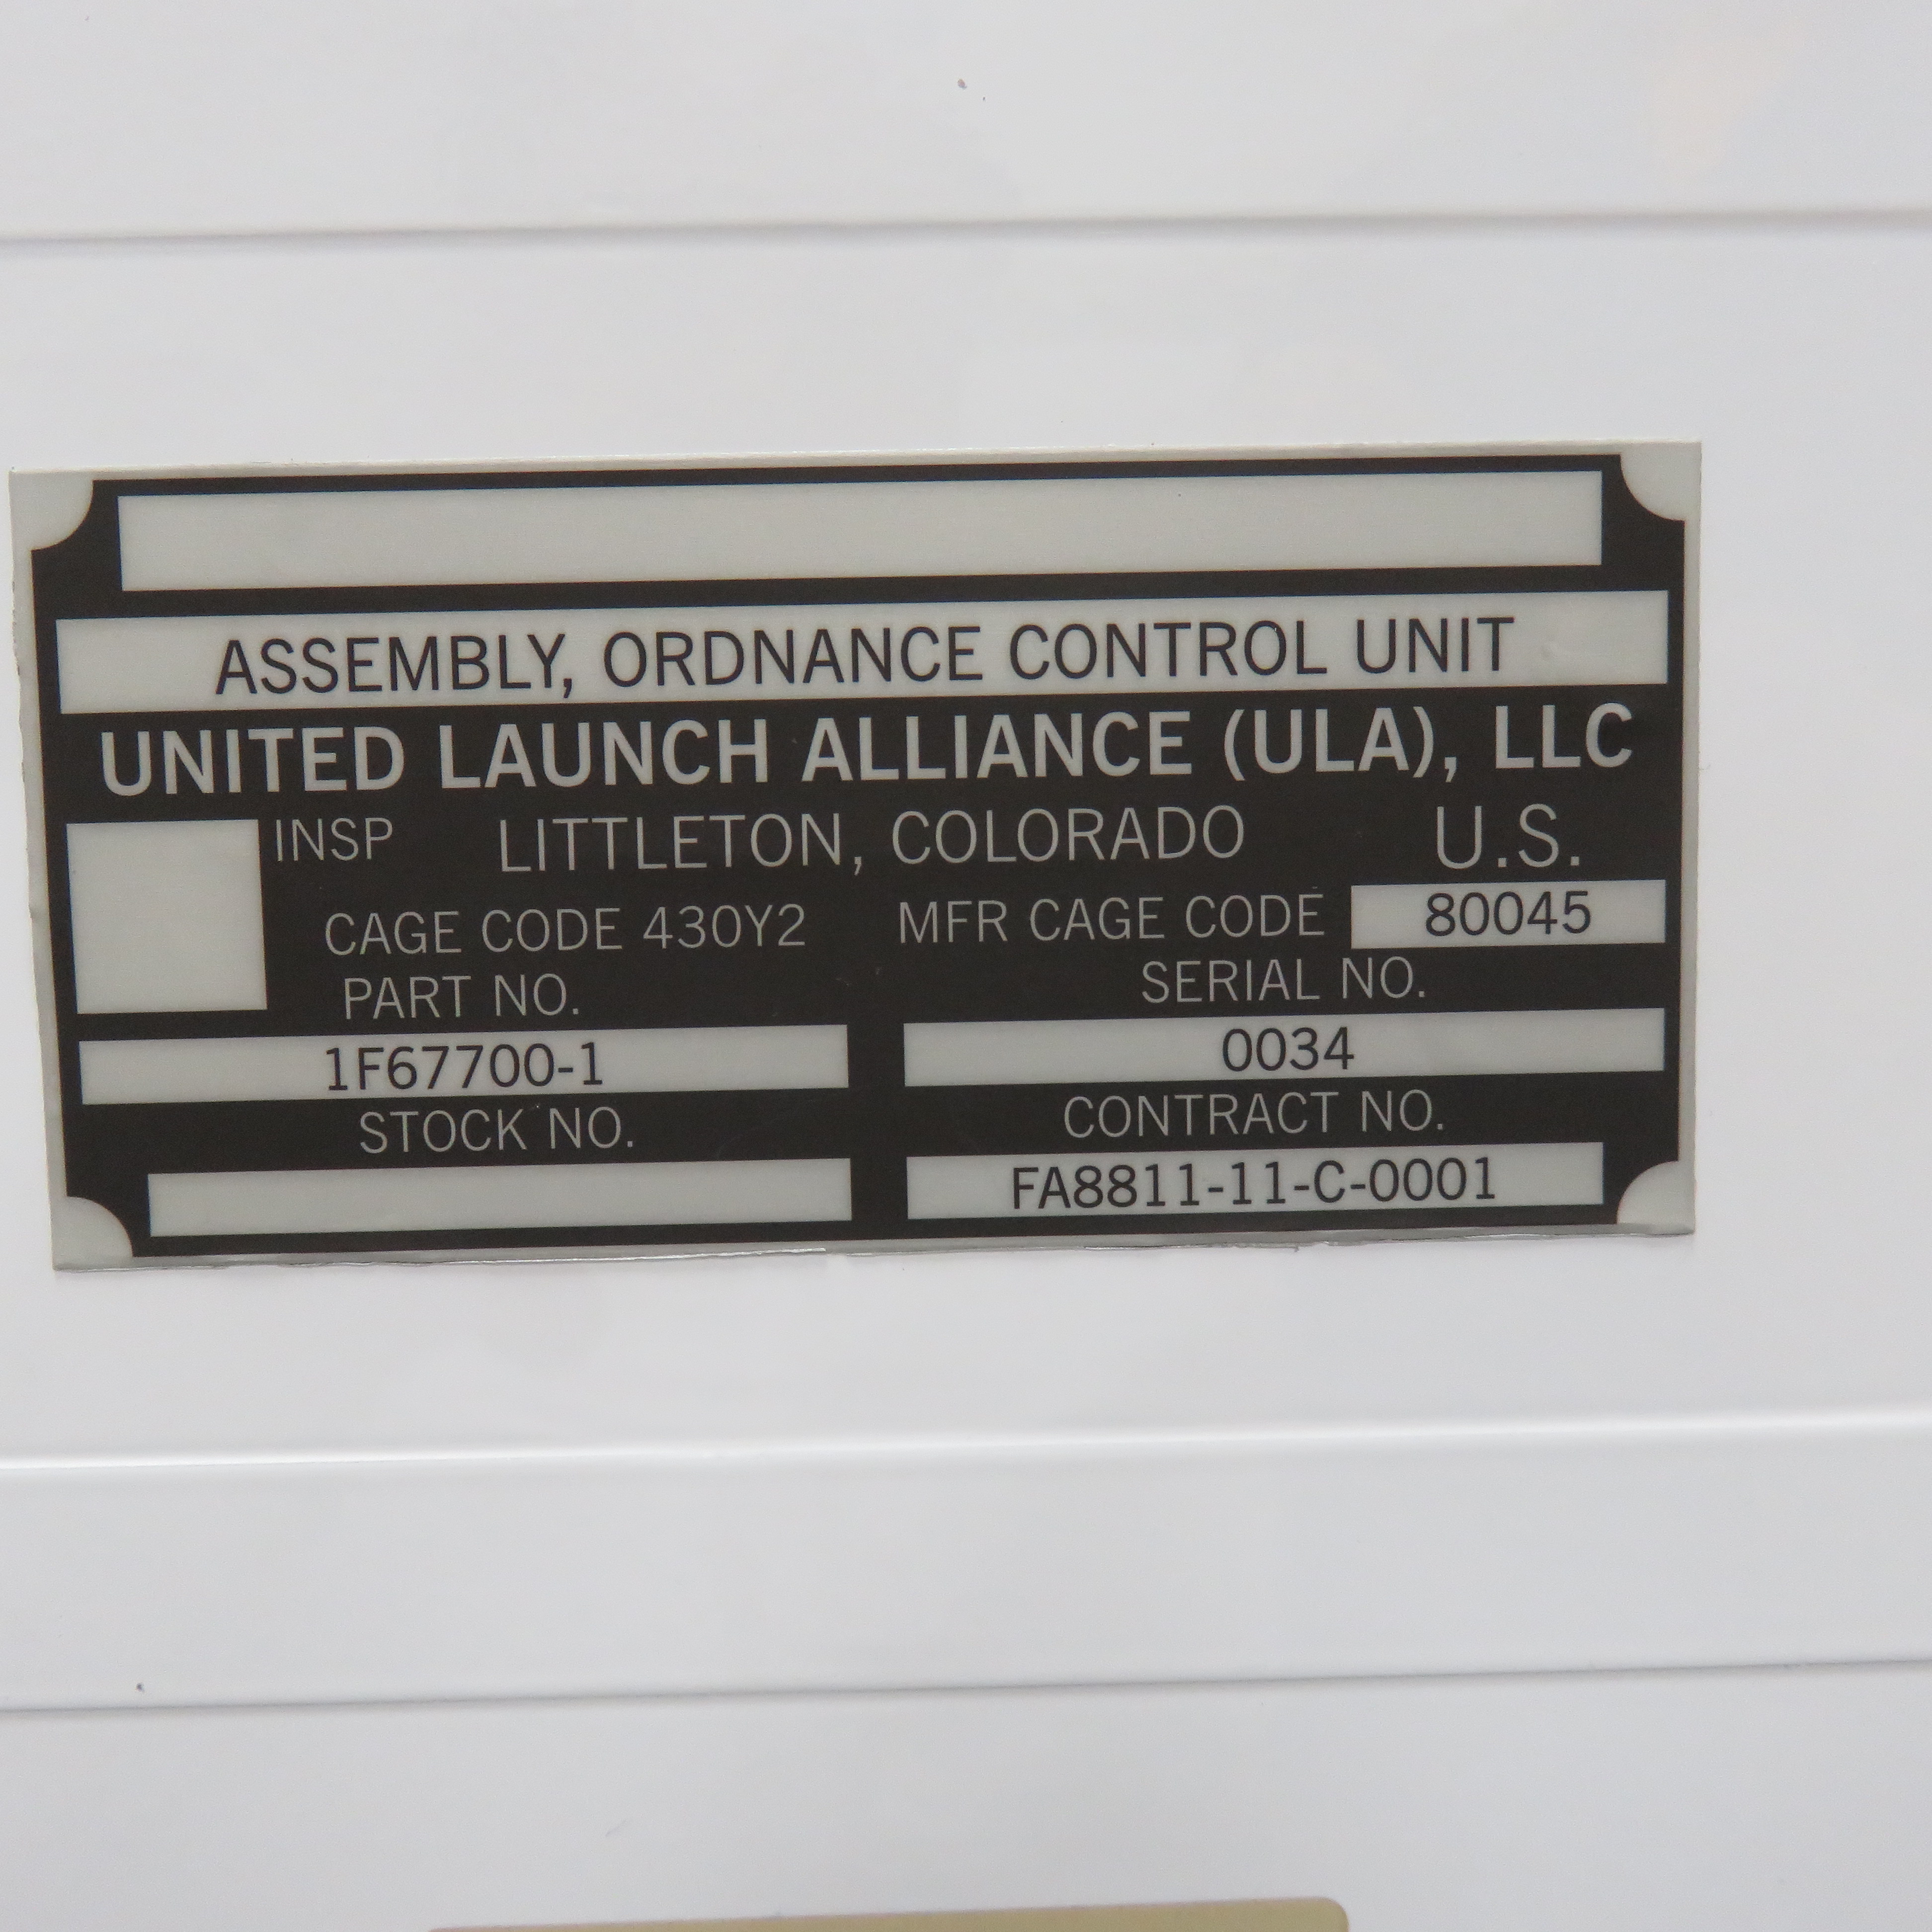 ASSEMBLY, ORDNANCE CONTROL UNIT
UNITED LAUNCH ALLIANCE (ULA), LLC
INSP LITTLETON, COLORADO U.S.
CAGE CODE 430Y2 MFR CAGE CODE 80045
PART NO. SERIAL NO.
1F67700-1 0034
STOCK NO. CONTRACT NO.
FA8811-11-C-0001